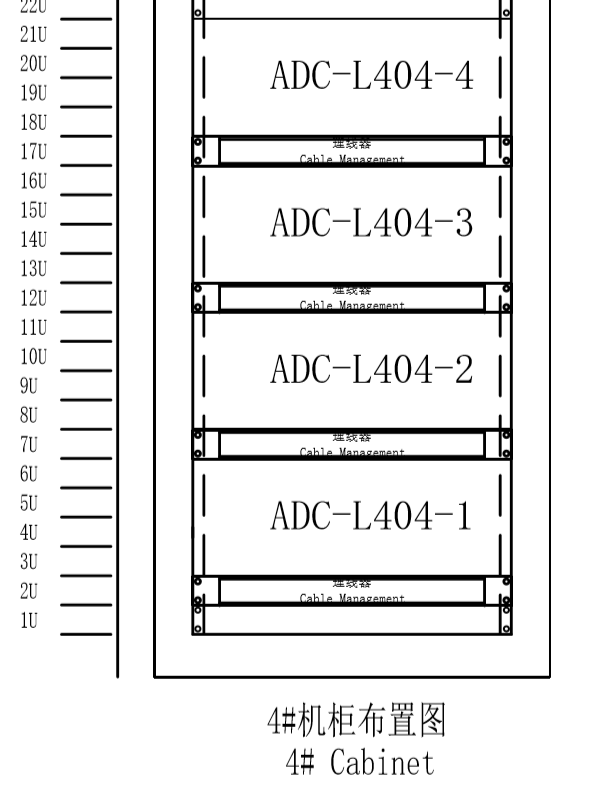 22U
21U
20U
19U
18U
17U
16U
15U
14U
13U
12U
11U
10U
9U
8U
7U
6U
5U
4U
3U
2U
1U
ADC-L404-4
理线器
Cable Management
ADC-L404-3
理线器
Cable Management
ADC-L404-2
理线器
Cable Management
ADC-L404-1
理线器
Cable Management
4#机柜布置图
4# Cabinet